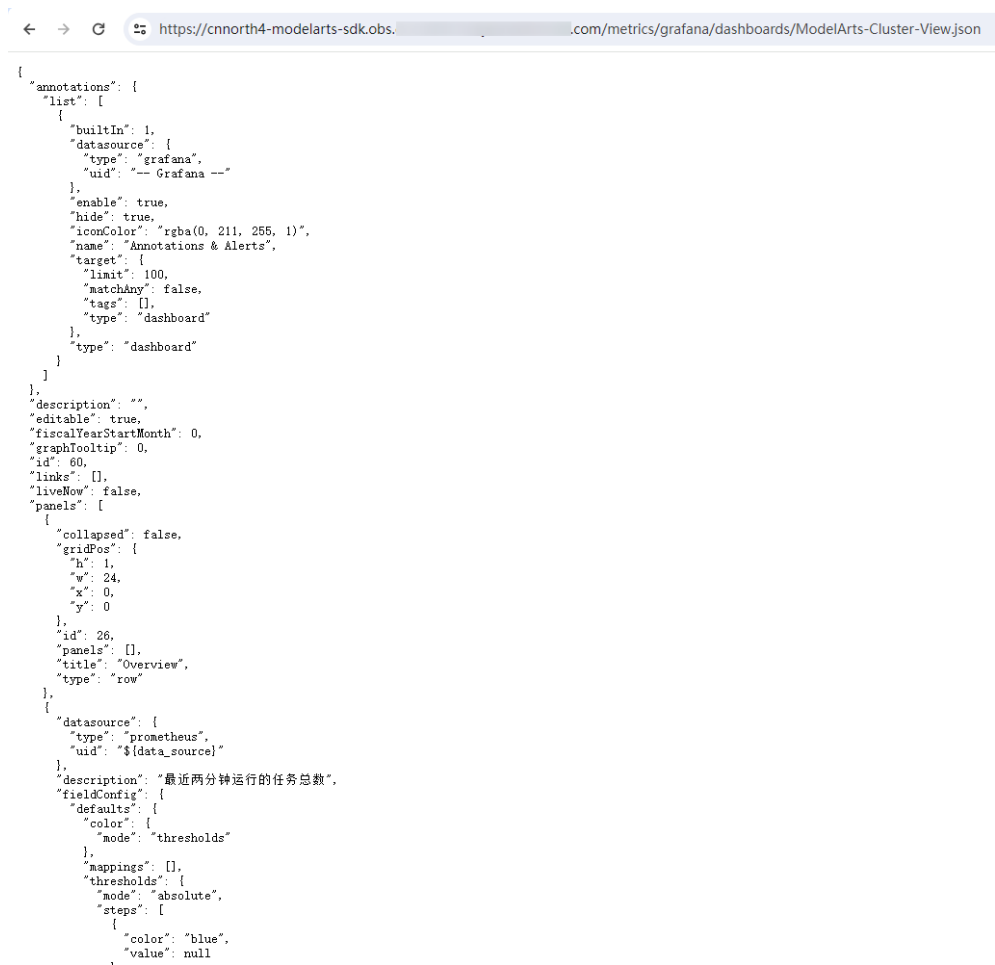 https://cnnorth4-modelarts-sdk.obs. .com/metrics/grafana/dashboards/ModelArts-Cluster-View.json
{
  "annotations": {
    "list": [
      {
        "builtIn": 1,
        "datasource": {
          "type": "grafana",
          "uid": "-- Grafana --"
        },
        "enable": true,
        "hide": true,
        "iconColor": "rgba(0, 211, 255, 1)",
        "name": "Annotations & Alerts",
        "target": {
          "limit": 100,
          "matchAny": false,
          "tags": [],
          "type": "dashboard"
        },
        "type": "dashboard"
      }
    ]
  },
  "description": "",
  "editable": true,
  "fiscalYearStartMonth": 0,
  "graphTooltip": 0,
  "id": 60,
  "links": [],
  "liveNow": false,
  "panels": [
    {
      "collapsed": false,
      "gridPos": {
        "h": 1,
        "w": 24,
        "x": 0,
        "y": 0
      },
      "id": 26,
      "panels": [],
      "title": "Overview",
      "type": "row"
    },
    {
      "datasource": {
        "type": "prometheus",
        "uid": "${data_source}"
      },
      "description": "最近两分钟运行的任务总数",
      "fieldConfig": {
        "defaults": {
          "color": {
            "mode": "thresholds"
          },
          "mappings": [],
          "thresholds": {
            "mode": "absolute",
            "steps": [
              {
                "color": "blue",
                "value": null